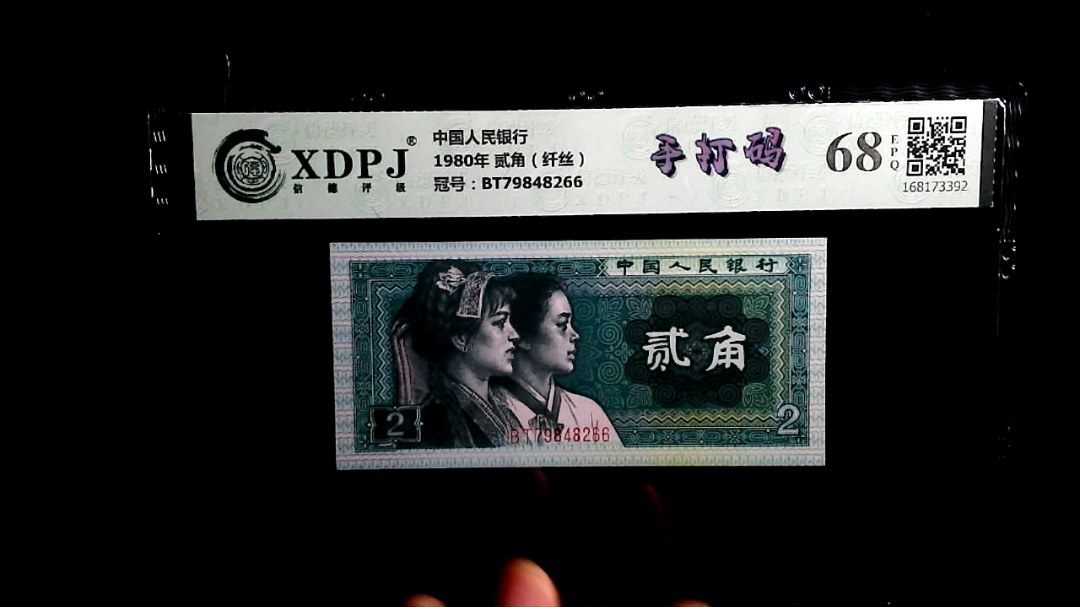 XDPJ®
信德评级
中国人民银行
1980年 贰角（纤丝）
冠号：BT79848266
手打码
68
EPQ
168173392
中国人民银行
贰角
2
2
BT79848266